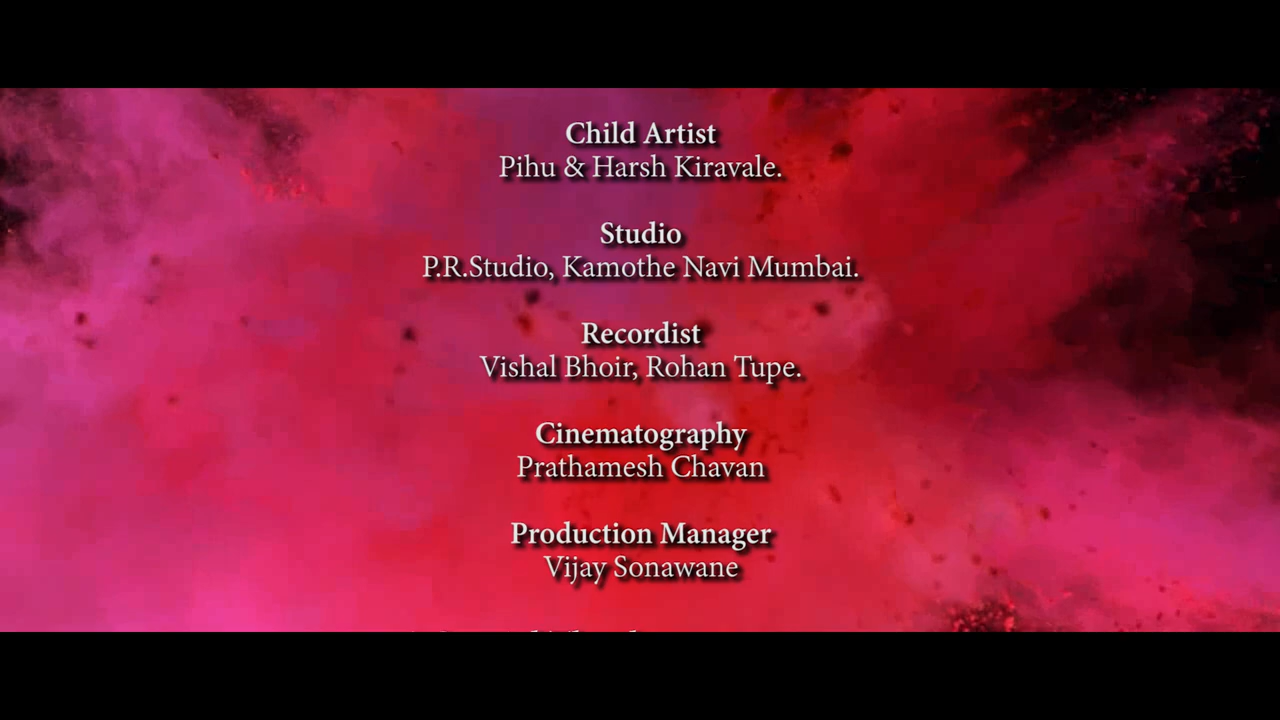 Child Artist
Pihu & Harsh Kiravale.
Studio
P.R.Studio, Kamothe Navi Mumbai.
Recordist
Vishal Bhoir, Rohan Tupe.
Cinematography
Prathamesh Chavan
Production Manager
Vijay Sonawane